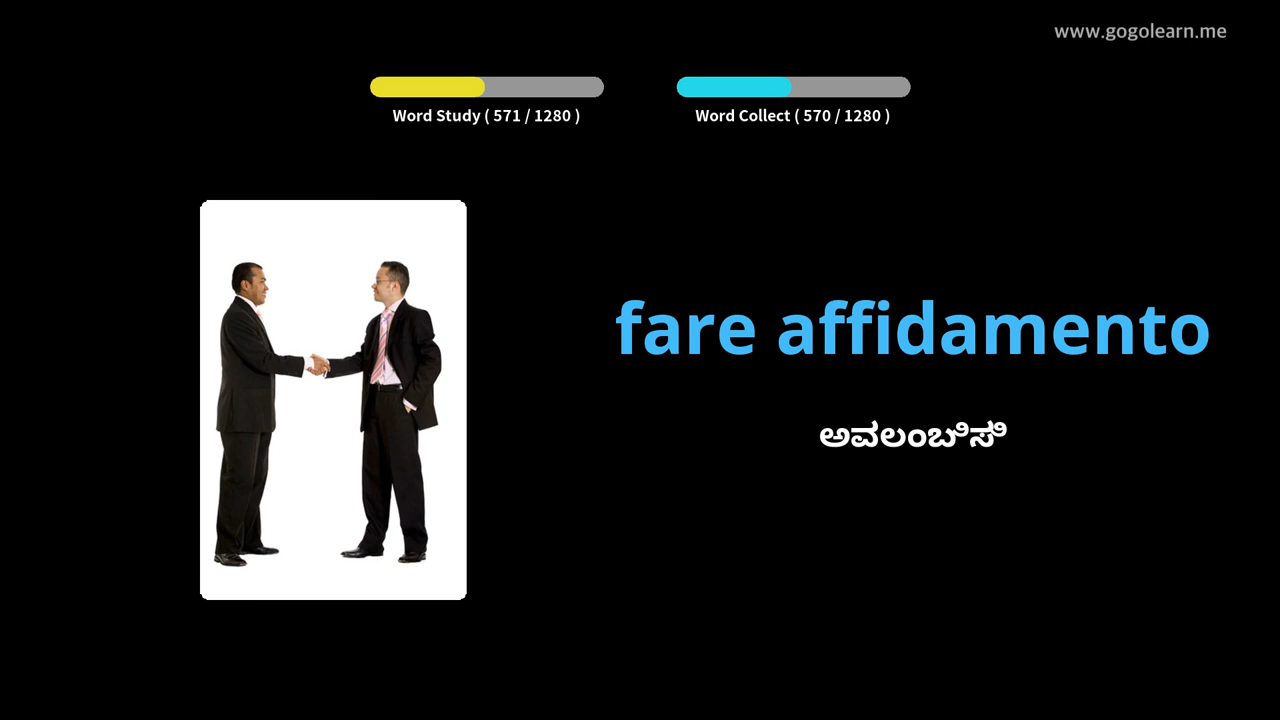 www.gogolearn.me
Word Study ( 571 / 1280 )
Word Collect ( 570 / 1280 )
fare affidamento
ಅವಲಂಬಿಸಿ